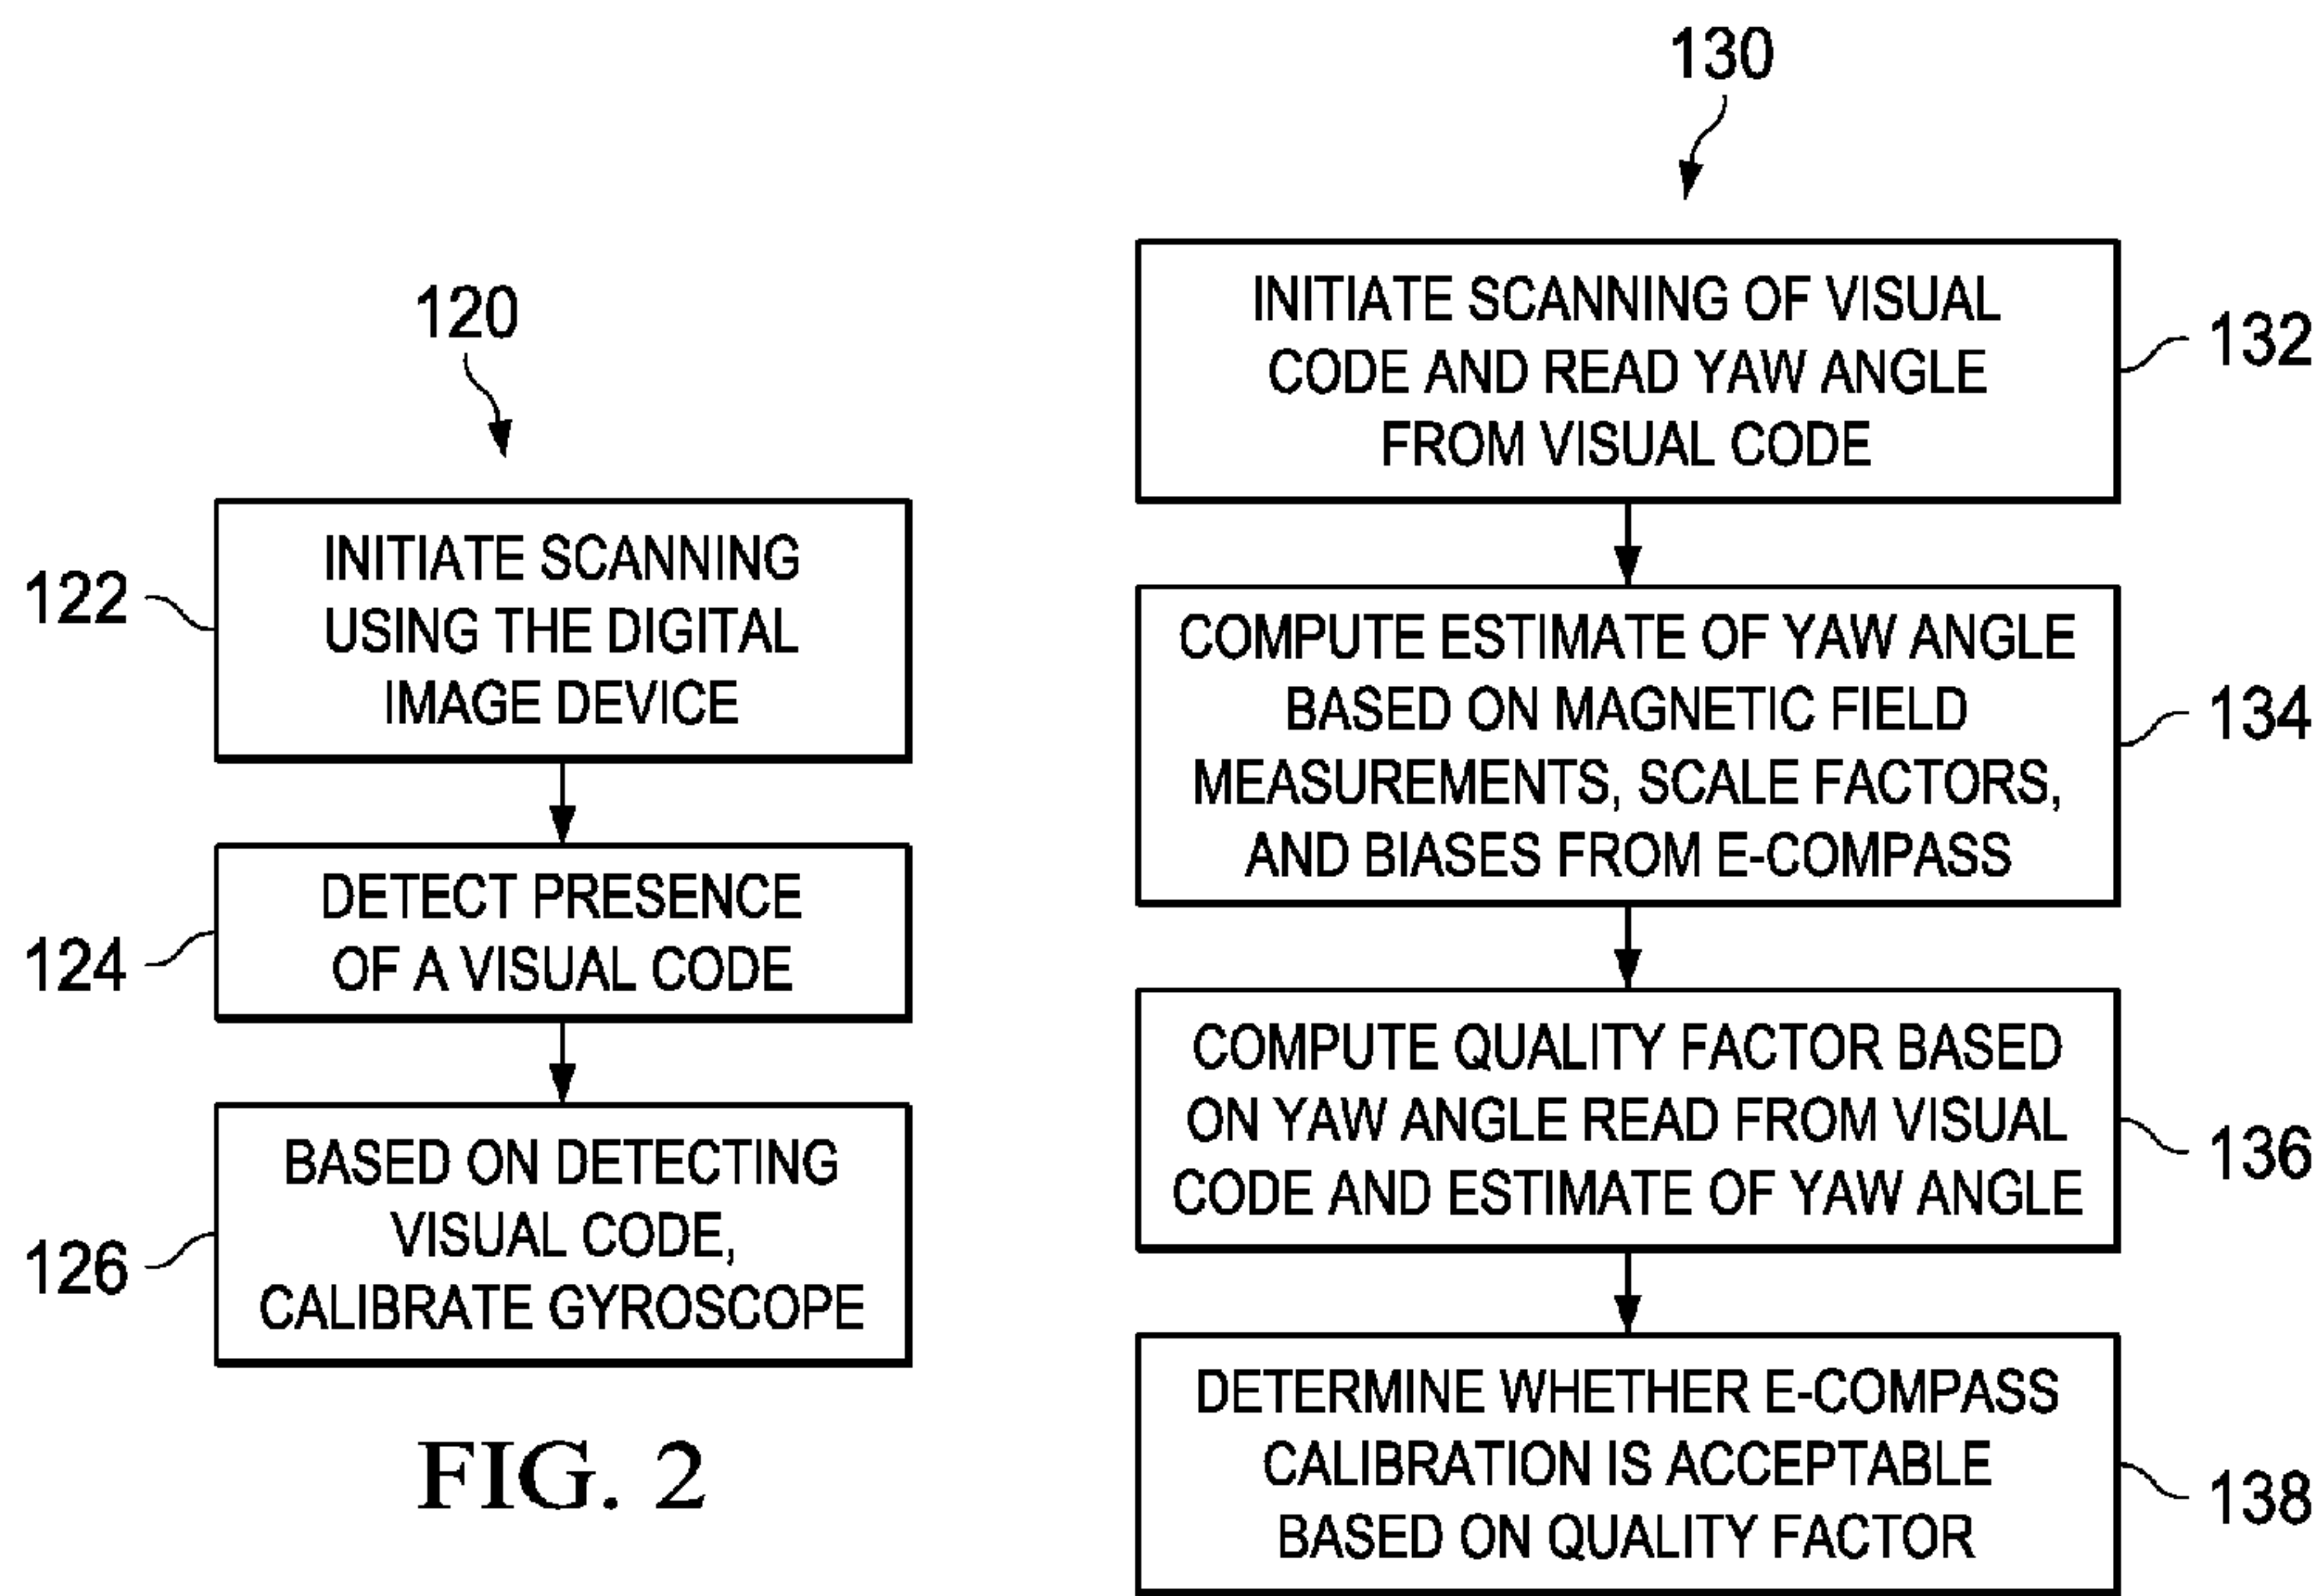 120
122
INITIATE SCANNING
USING THE DIGITAL
IMAGE DEVICE
124
DETECT PRESENCE
OF A VISUAL CODE
126
BASED ON DETECTING
VISUAL CODE,
CALIBRATE GYROSCOPE
FIG. 2
130
INITIATE SCANNING OF VISUAL
CODE AND READ YAW ANGLE
FROM VISUAL CODE
132
COMPUTE ESTIMATE OF YAW ANGLE
BASED ON MAGNETIC FIELD
MEASUREMENTS, SCALE FACTORS,
AND BIASES FROM E-COMPASS
134
COMPUTE QUALITY FACTOR BASED
ON YAW ANGLE READ FROM VISUAL
CODE AND ESTIMATE OF YAW ANGLE
136
DETERMINE WHETHER E-COMPASS
CALIBRATION IS ACCEPTABLE
BASED ON QUALITY FACTOR
138